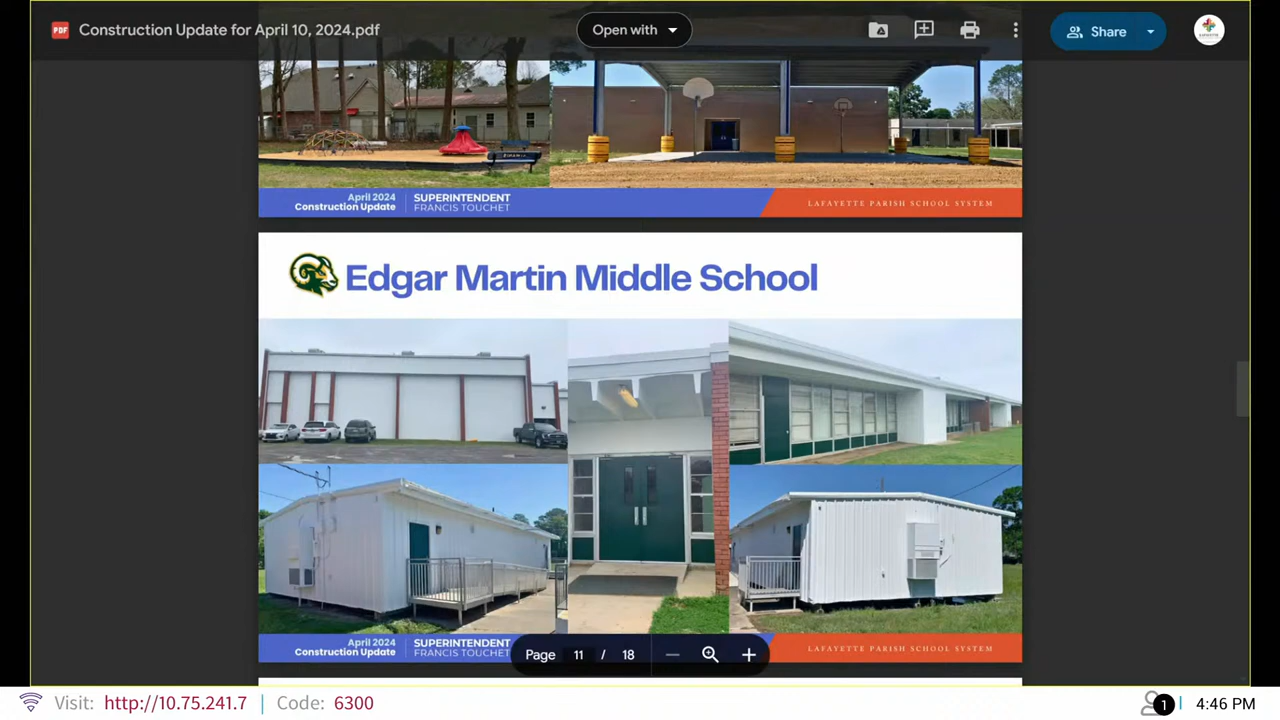 PDF
Construction Update for April 10, 2024.pdf
Open with
Share
April 2024
Construction Update
SUPERINTENDENT
FRANCIS TOUCHET
LAFAYETTE PARISH SCHOOL SYSTEM
Edgar Martin Middle School
April 2024
Construction Update
SUPERINTENDENT
FRANCIS TOUCHET
LAFAYETTE PARISH SCHOOL SYSTEM
Page 11 / 18
Visit: http://10.75.241.7 | Code: 6300
1
4:46 PM